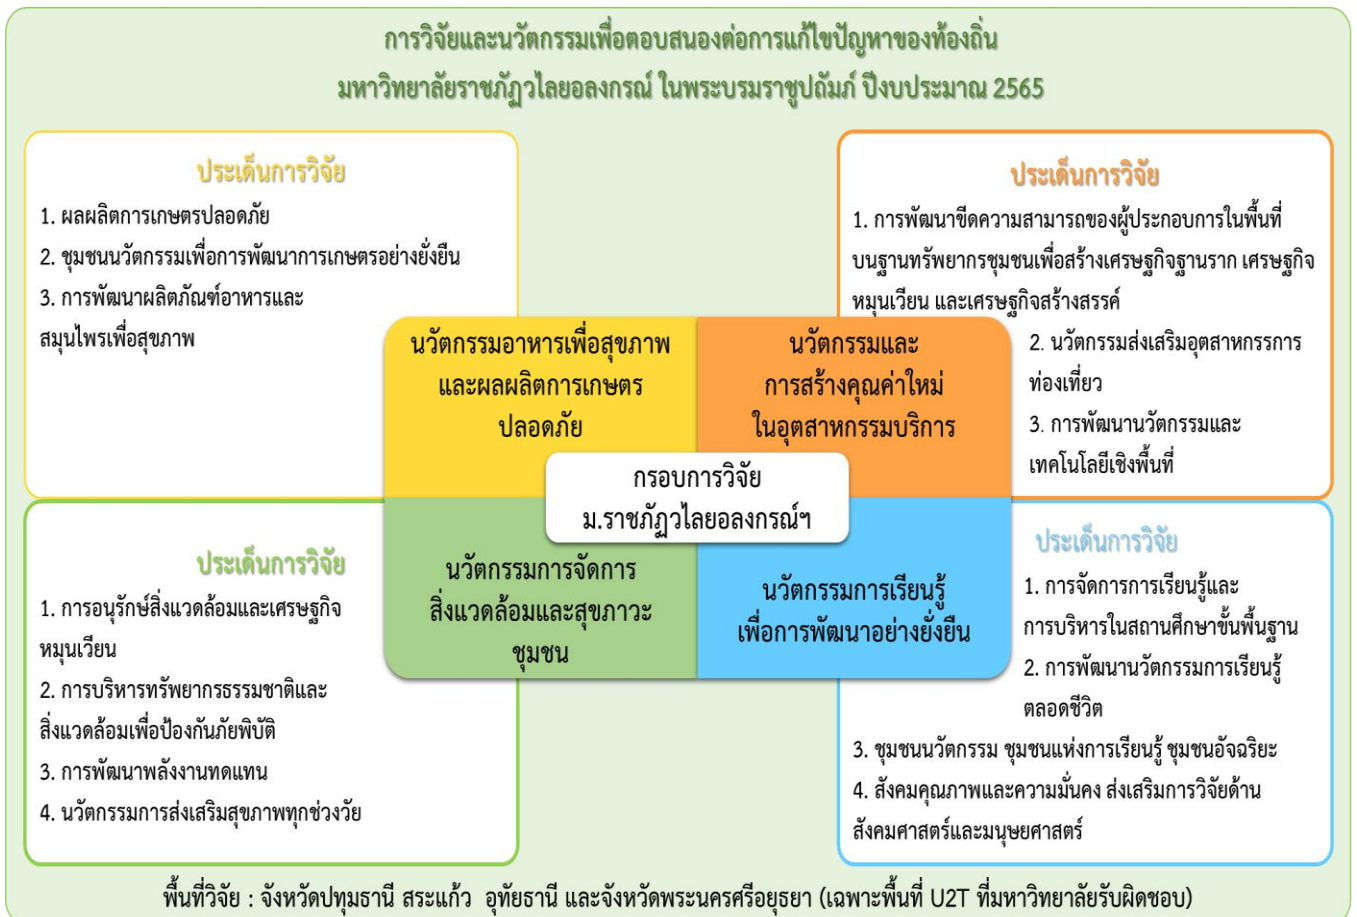 การวิจัยและนวัตกรรมเพื่อตอบสนองต่อการแก้ไขปัญหาของท้องถิ่น
มหาวิทยาลัยราชภัฏวไลยอลงกรณ์ ในพระบรมราชูปถัมภ์ ปีงบประมาณ 2565
ประเด็นการวิจัย
1. ผลผลิตการเกษตรปลอดภัย
2. ชุมชนนวัตกรรมเพื่อการพัฒนาการเกษตรอย่างยั่งยืน
3. การพัฒนาผลิตภัณฑ์อาหารและ
สมุนไพรเพื่อสุขภาพ
ประเด็นการวิจัย
1. การพัฒนาขีดความสามารถของผู้ประกอบการในพื้นที่
บนฐานทรัพยากรชุมชนเพื่อสร้างเศรษฐกิจฐานราก เศรษฐกิจ
หมุนเวียน และเศรษฐกิจสร้างสรรค์
2. นวัตกรรมส่งเสริมอุตสาหกรรการ
ท่องเที่ยว
3. การพัฒนานวัตกรรมและ
เทคโนโลยีเชิงพื้นที่
นวัตกรรมอาหารเพื่อสุขภาพ
และผลผลิตการเกษตร
ปลอดภัย
นวัตกรรมและ
การสร้างคุณค่าใหม่
ในอุตสาหกรรมบริการ
กรอบการวิจัย
ม.ราชภัฏวไลยอลงกรณ์ฯ
นวัตกรรมการจัดการ
สิ่งแวดล้อมและสุขภาวะ
ชุมชน
นวัตกรรมการเรียนรู้
เพื่อการพัฒนาอย่างยั่งยืน
ประเด็นการวิจัย
1. การอนุรักษ์สิ่งแวดล้อมและเศรษฐกิจ
หมุนเวียน
2. การบริหารทรัพยากรธรรมชาติและ
สิ่งแวดล้อมเพื่อป้องกันภัยพิบัติ
3. การพัฒนาพลังงานทดแทน
4. นวัตกรรมการส่งเสริมสุขภาพทุกช่วงวัย
ประเด็นการวิจัย
1. การจัดการการเรียนรู้และ
การบริหารในสถานศึกษาขั้นพื้นฐาน
2. การพัฒนานวัตกรรมการเรียนรู้
ตลอดชีวิต
3. ชุมชนนวัตกรรม ชุมชนแห่งการเรียนรู้ ชุมชนอัจฉริยะ
4. สังคมคุณภาพและความมั่นคง ส่งเสริมการวิจัยด้าน
สังคมศาสตร์และมนุษยศาสตร์
พื้นที่วิจัย : จังหวัดปทุมธานี สระแก้ว อุทัยธานี และจังหวัดพระนครศรีอยุธยา (เฉพาะพื้นที่ U2T ที่มหาวิทยาลัยรับผิดชอบ)